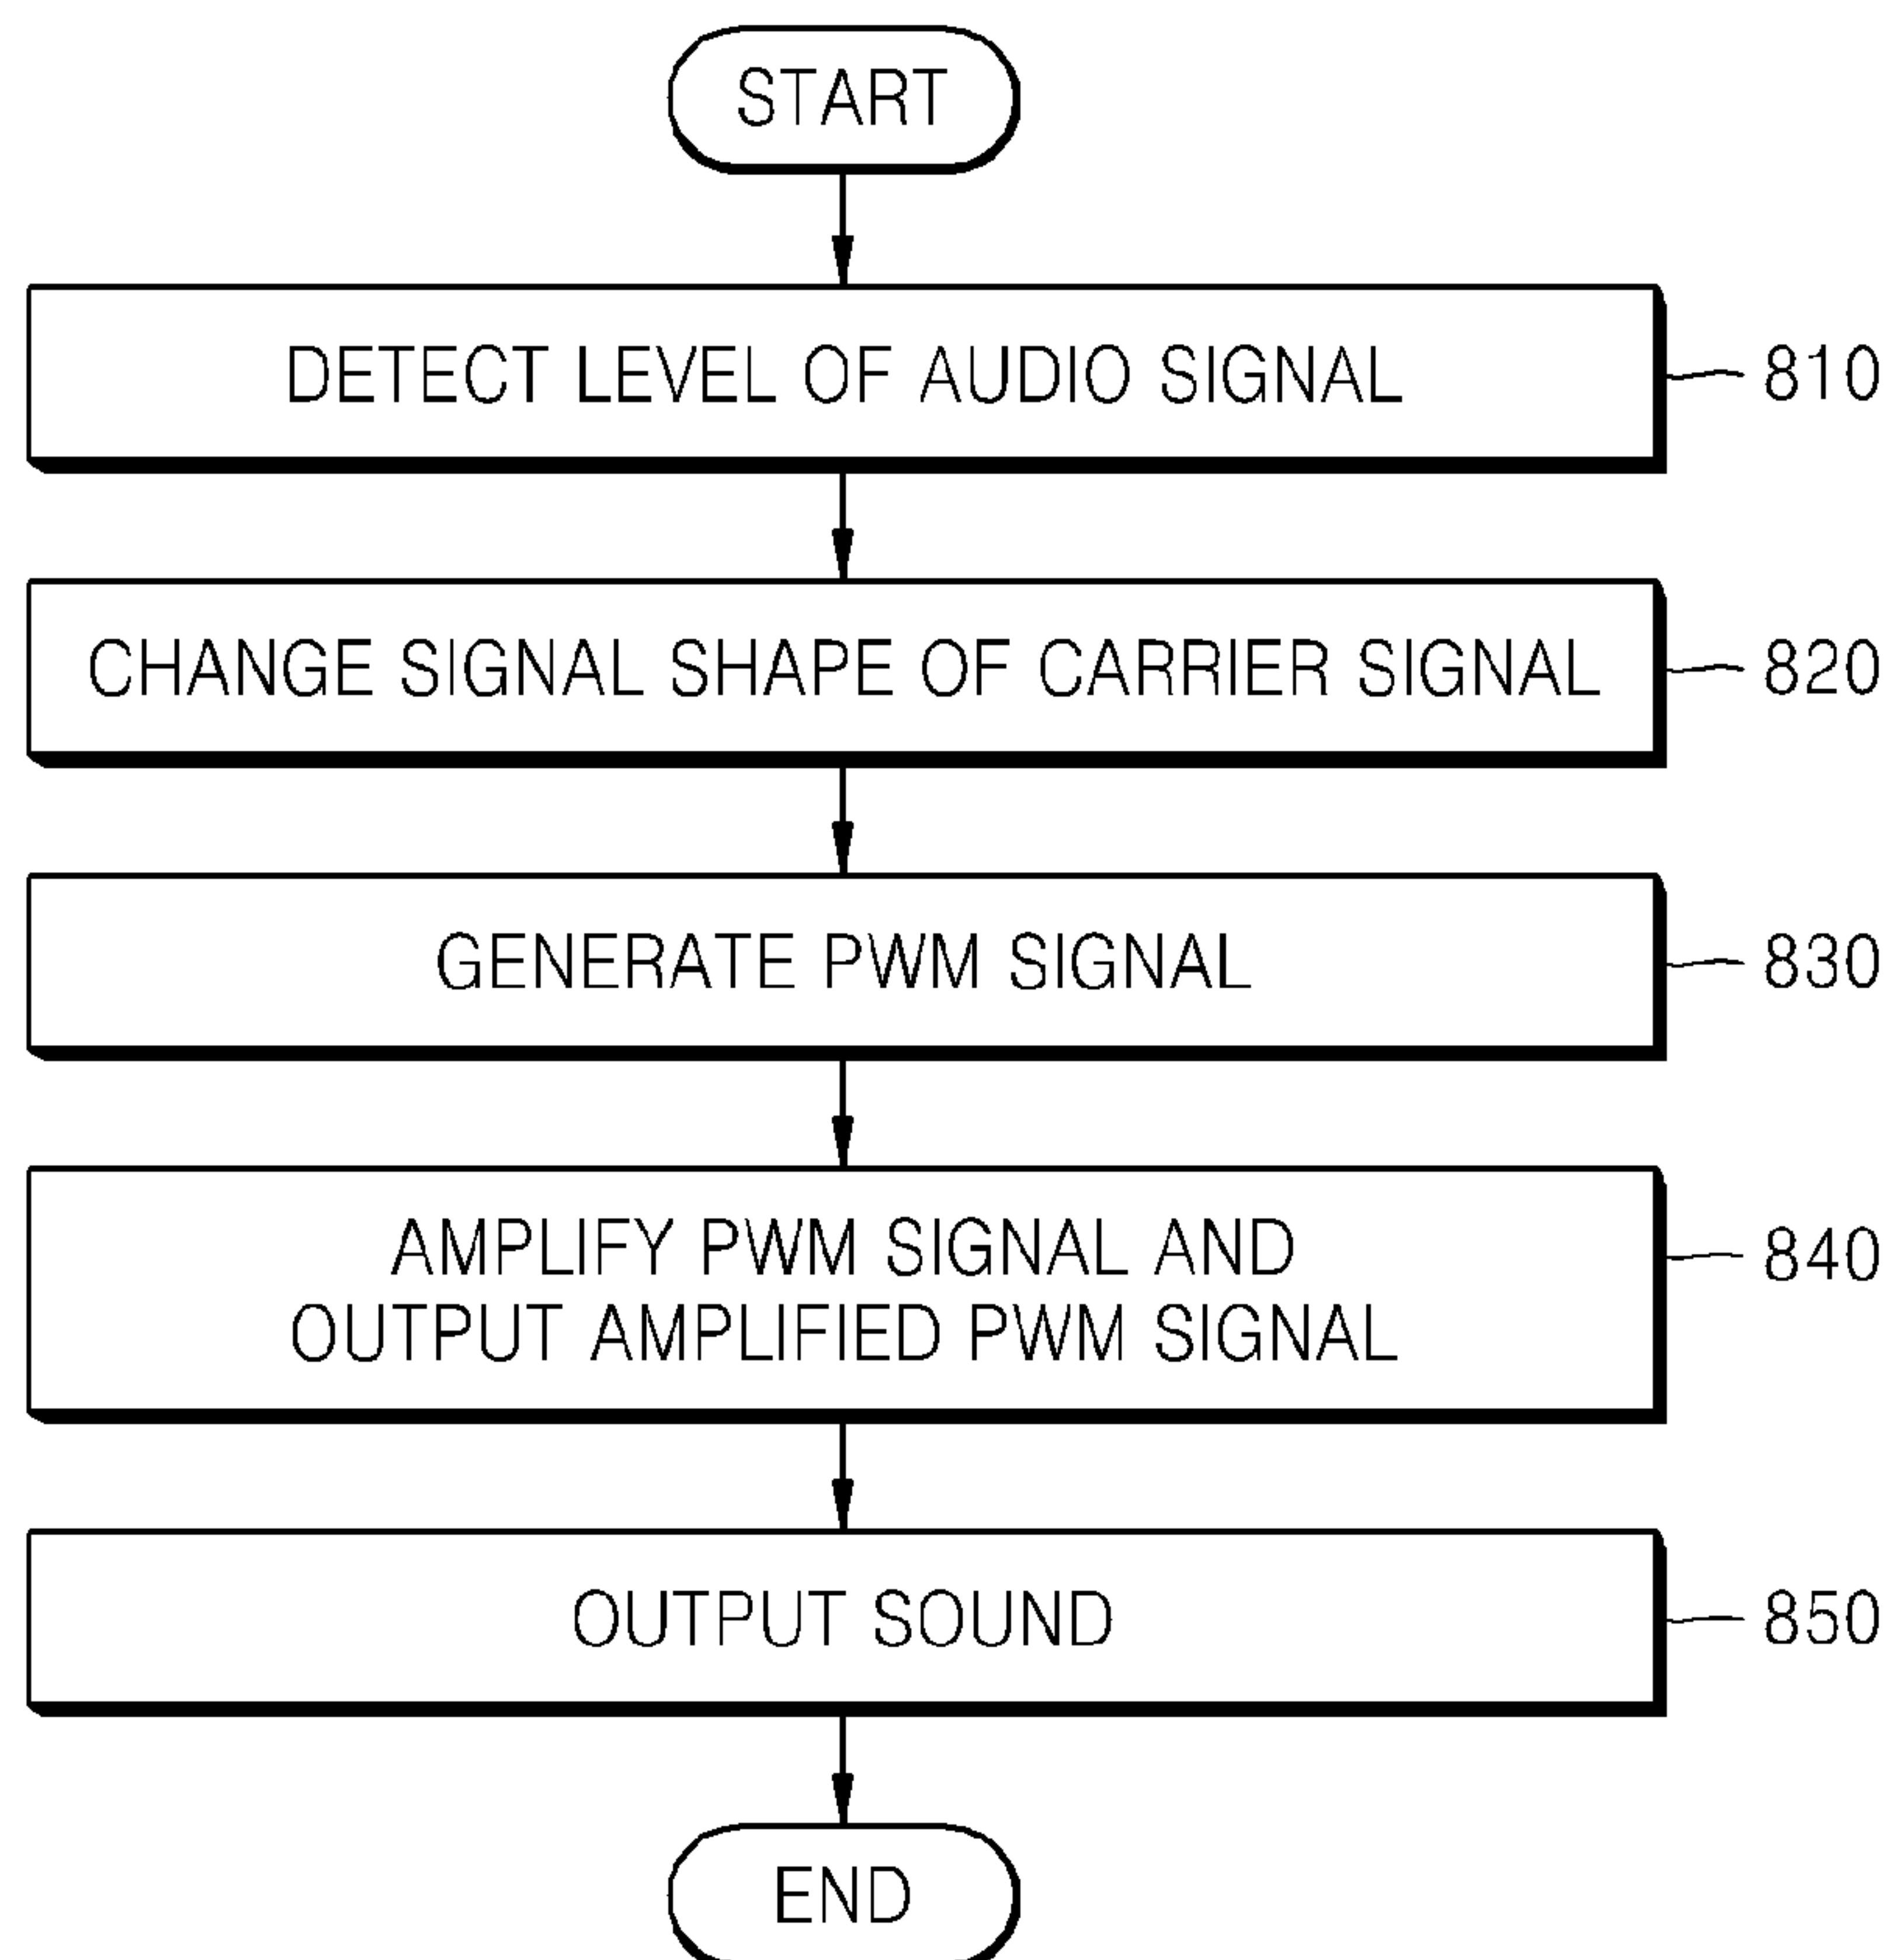 START
DETECT LEVEL OF AUDIO SIGNAL
810
CHANGE SIGNAL SHAPE OF CARRIER SIGNAL
820
GENERATE PWM SIGNAL
830
AMPLIFY PWM SIGNAL AND
OUTPUT AMPLIFIED PWM SIGNAL
840
OUTPUT SOUND
850
END